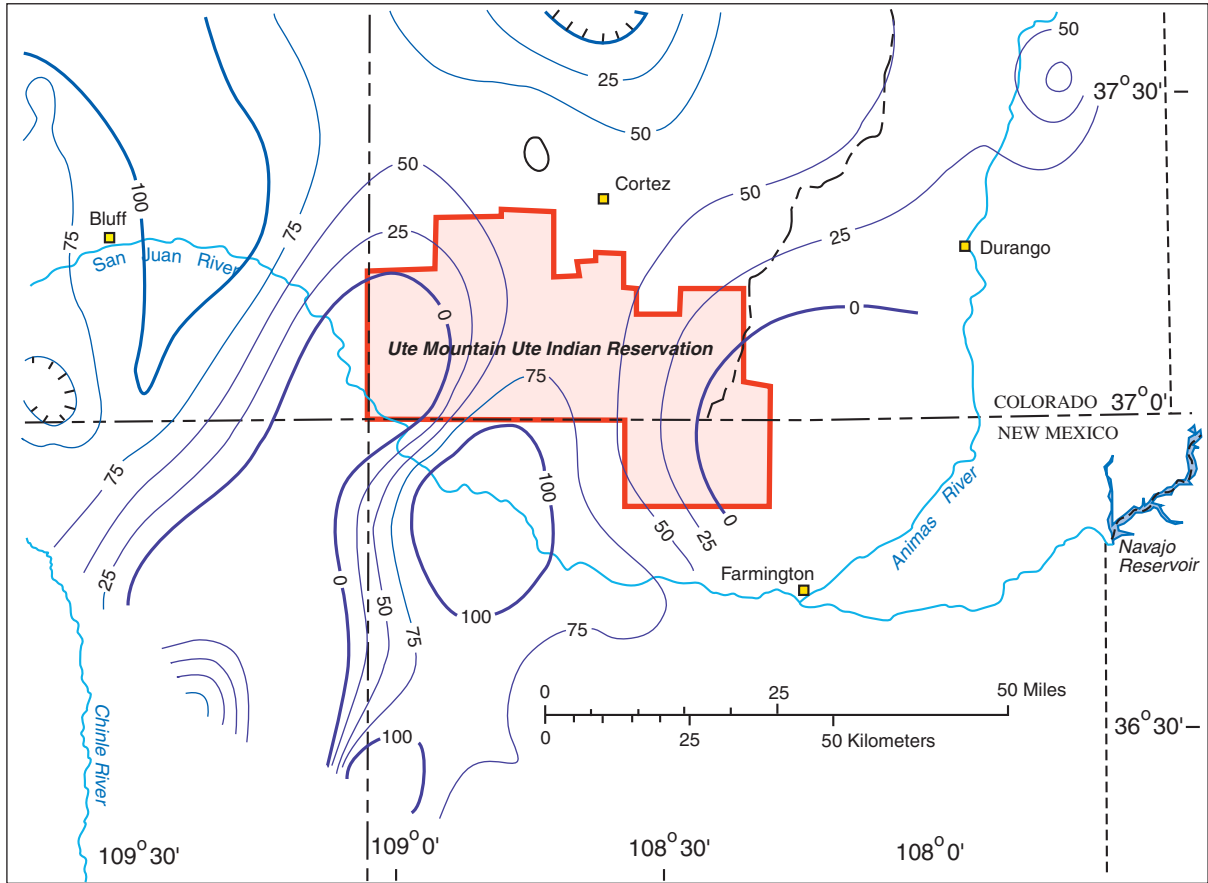 50
25
50
37° 30'
50
50
25
Cortez
100
Bluff
75
75
San Juan River
25
Durango
0
0
Ute Mountain Ute Indian Reservation
75
COLORADO
37° 0'
NEW MEXICO
75
100
0
50
25
Animas River
Navajo
Reservoir
25
0
50
Farmington
100
75
75
0
25
50 Miles
0
25
50 Kilometers
Chinle River
100
36° 30'
109° 30'
109° 0'
108° 30'
108° 0'